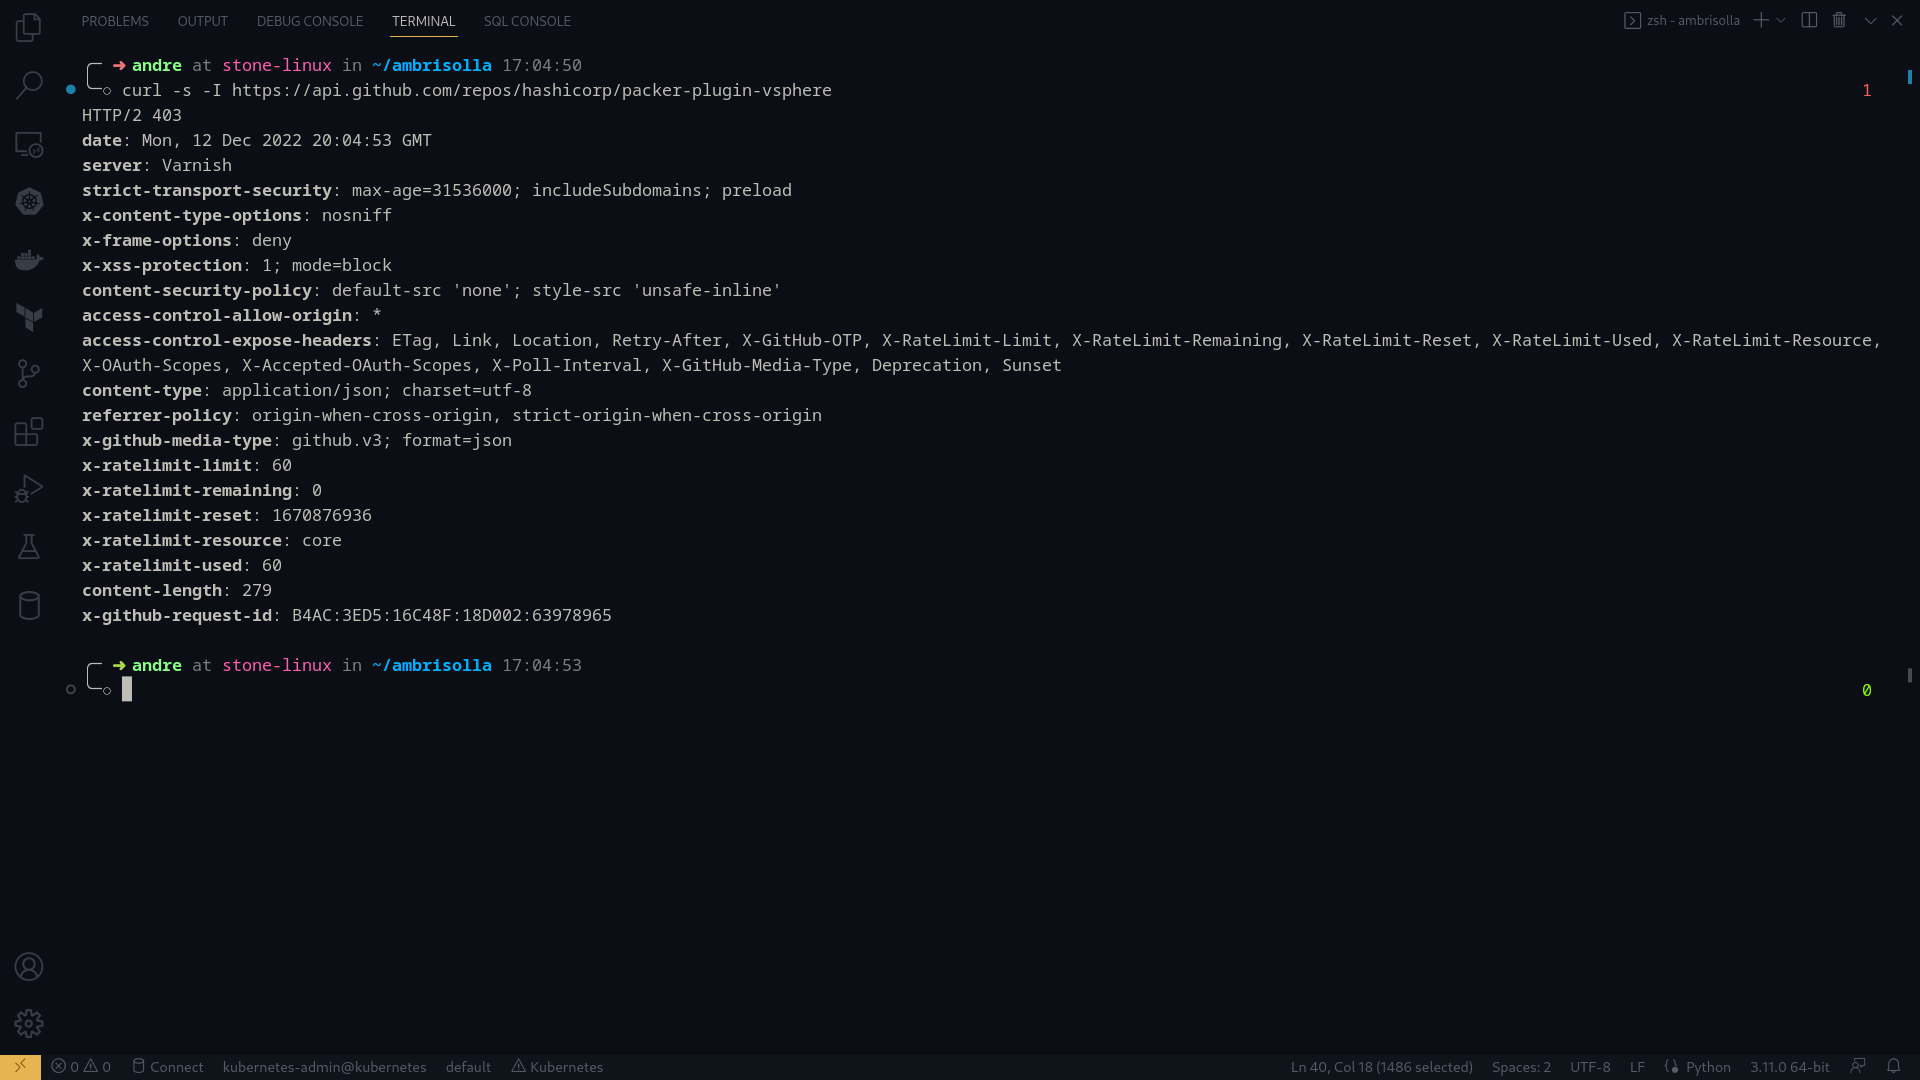 PROBLEMS OUTPUT DEBUG CONSOLE TERMINAL SQL CONSOLE zsh - ambrisolla
➜ andre at stone-linux in ~/ambrisolla 17:04:50
curl -s -I https://api.github.com/repos/hashicorp/packer-plugin-vsphere 1
HTTP/2 403
date: Mon, 12 Dec 2022 20:04:53 GMT
server: Varnish
strict-transport-security: max-age=31536000; includeSubdomains; preload
x-content-type-options: nosniff
x-frame-options: deny
x-xss-protection: 1; mode=block
content-security-policy: default-src 'none'; style-src 'unsafe-inline'
access-control-allow-origin: *
access-control-expose-headers: ETag, Link, Location, Retry-After, X-GitHub-OTP, X-RateLimit-Limit, X-RateLimit-Remaining, X-RateLimit-Reset, X-RateLimit-Used, X-RateLimit-Resource,
X-OAuth-Scopes, X-Accepted-OAuth-Scopes, X-Poll-Interval, X-GitHub-Media-Type, Deprecation, Sunset
content-type: application/json; charset=utf-8
referrer-policy: origin-when-cross-origin, strict-origin-when-cross-origin
x-github-media-type: github.v3; format=json
x-ratelimit-limit: 60
x-ratelimit-remaining: 0
x-ratelimit-reset: 1670876936
x-ratelimit-resource: core
x-ratelimit-used: 60
content-length: 279
x-github-request-id: B4AC:3ED5:16C48F:18D002:63978965
➜ andre at stone-linux in ~/ambrisolla 17:04:53
0
0 0 Connect kubernetes-admin@kubernetes default Kubernetes Ln 40, Col 18 (1486 selected) Spaces: 2 UTF-8 LF Python 3.11.0 64-bit